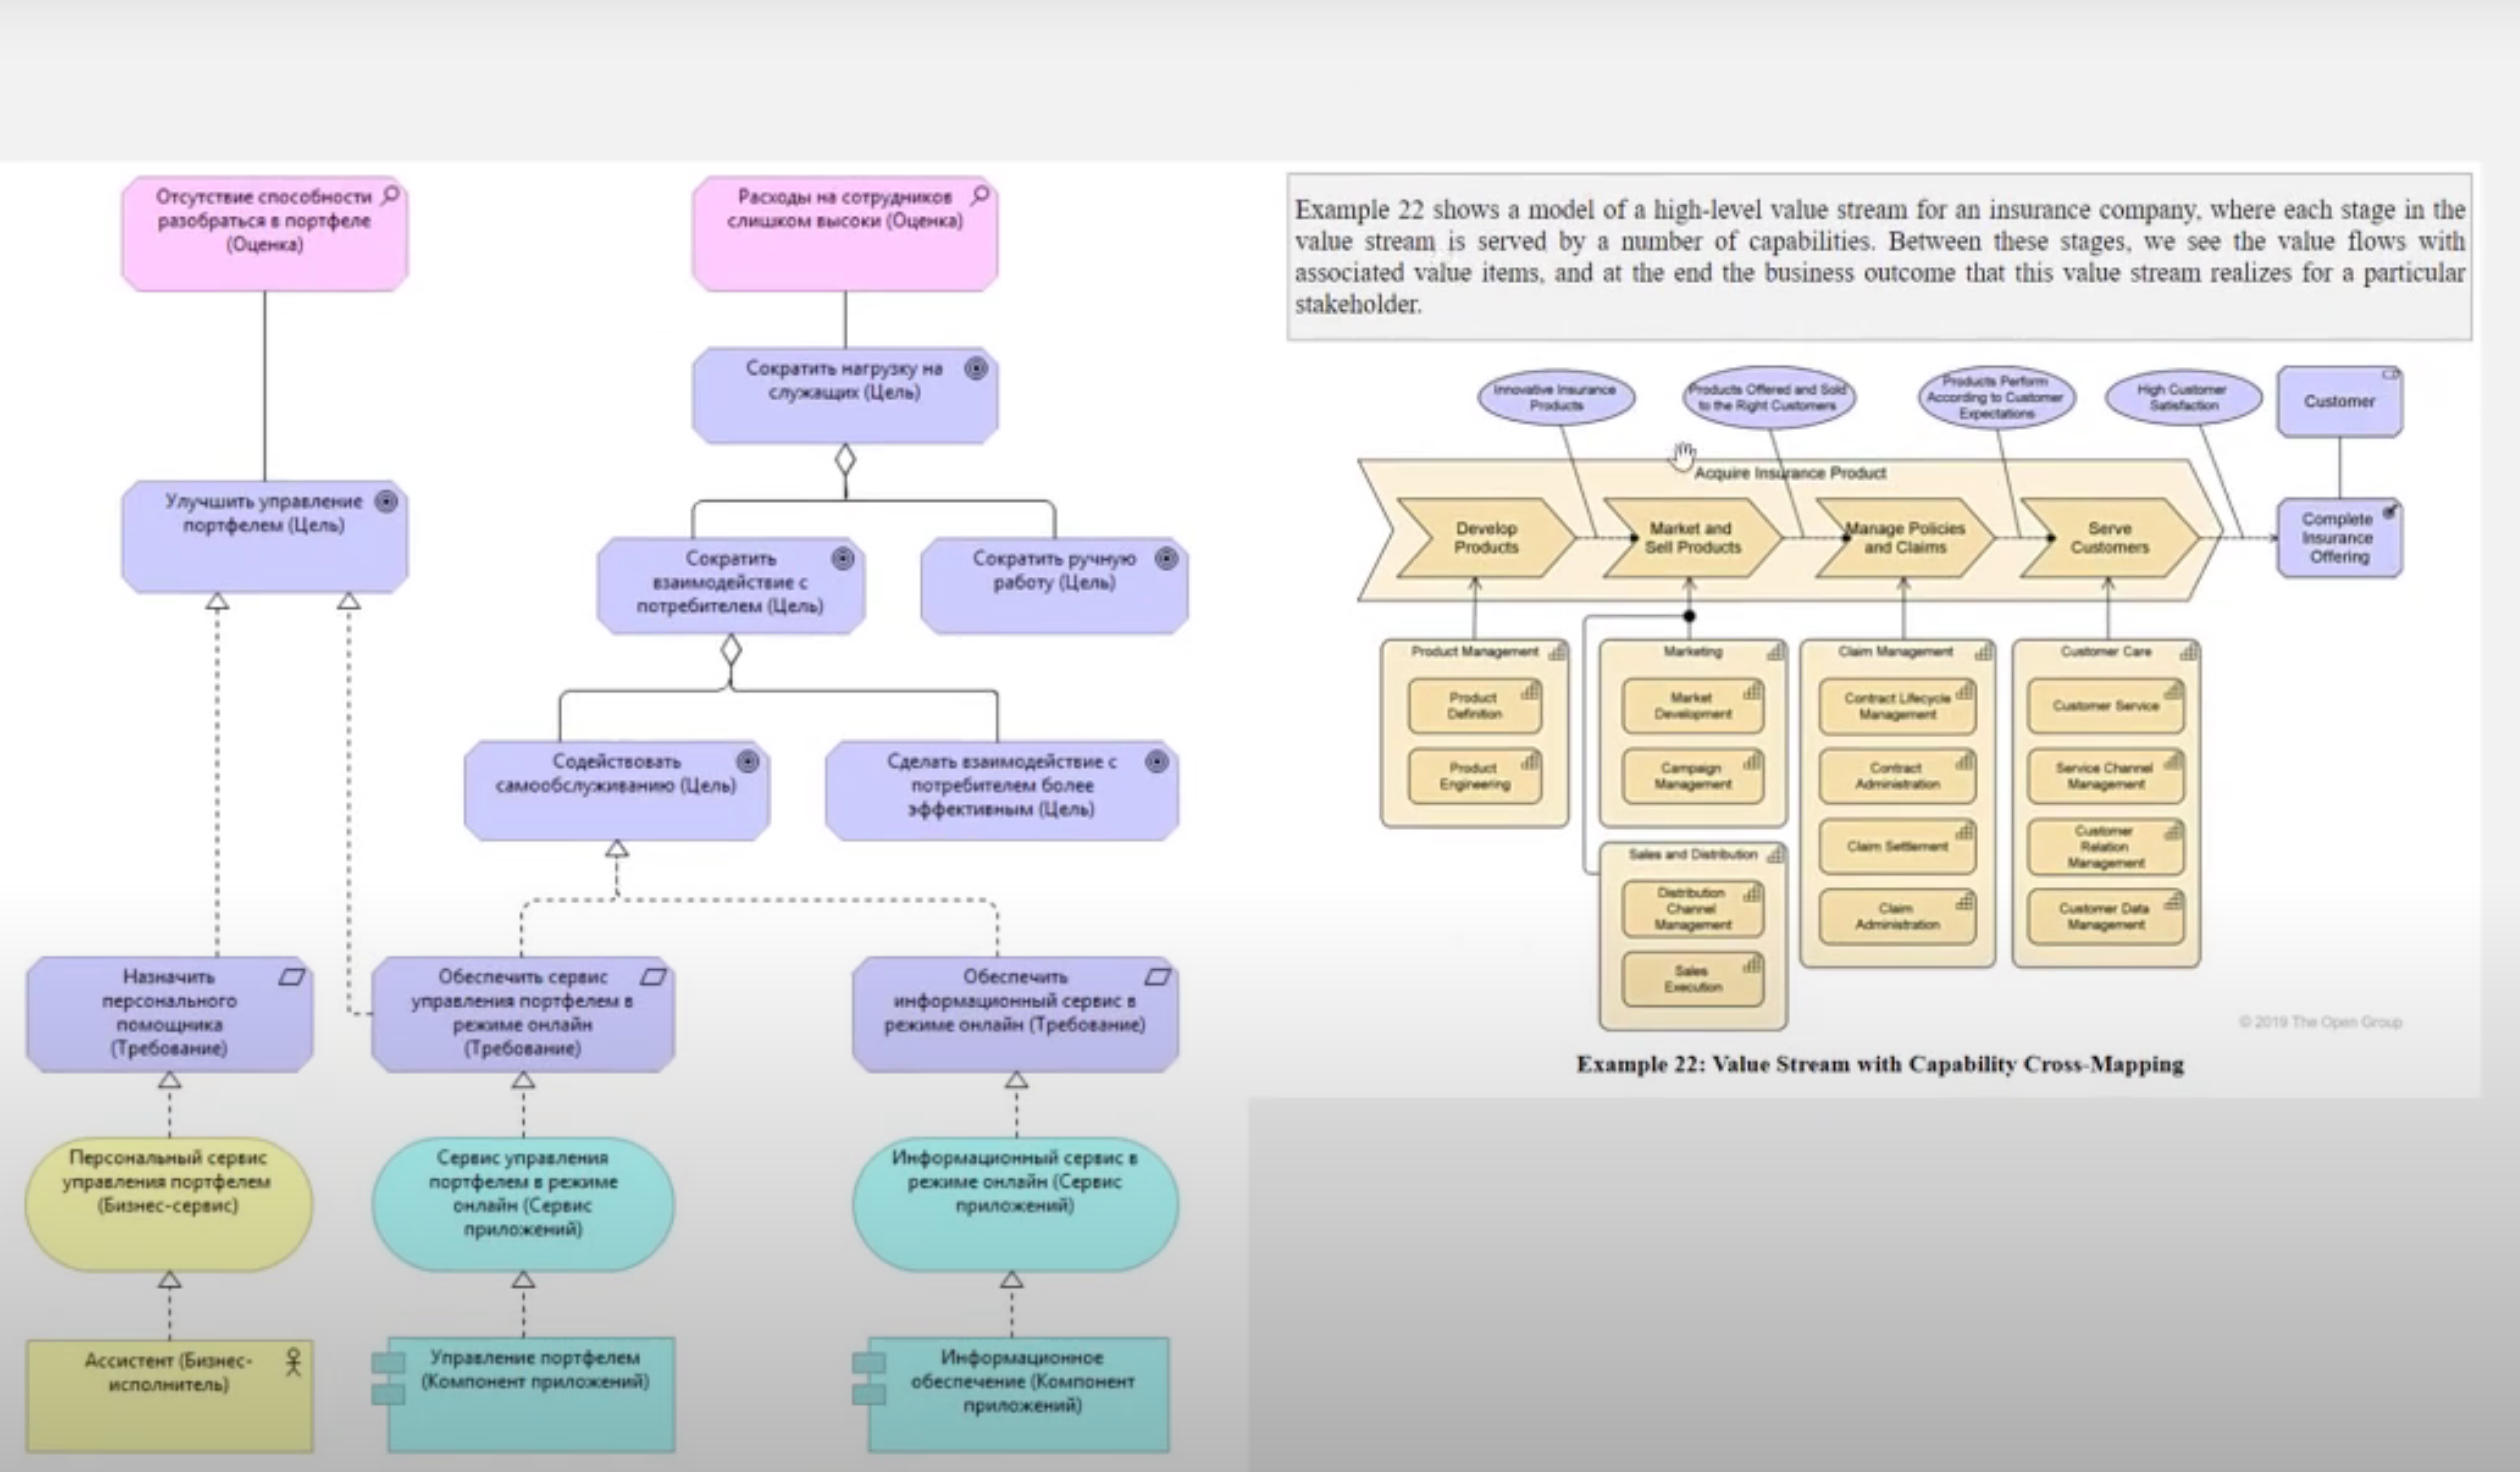 Отсутствие способности
разобраться в портфеле
(Оценка)
Расходы на сотрудников
слишком высоки (Оценка)
Сократить нагрузку на
служащих (Цель)
Улучшить управление
портфелем (Цель)
Сократить
взаимодействие с
потребителем (Цель)
Сократить ручную
работу (Цель)
Содействовать
самообслуживанию (Цель)
Сделать взаимодействие с
потребителем более
эффективным (Цель)
Назначить
персонального
помощника
(Требование)
Обеспечить сервис
управления портфелем в
режиме онлайн
(Требование)
Обеспечить
информационный сервис в
режиме онлайн (Требование)
Персональный сервис
управления портфелем
(Бизнес-сервис)
Сервис управления
портфелем в режиме
онлайн (Сервис
приложений)
Информационный сервис в
режиме онлайн (Сервис
приложений)
Ассистент (Бизнес-
исполнитель)
Управление портфелем
(Компонент приложений)
Информационное
обеспечение (Компонент
приложений)
Example 22 shows a model of a high-level value stream for an insurance company, where each stage in the
value stream is served by a number of capabilities. Between these stages, we see the value flows with
associated value items, and at the end the business outcome that this value stream realizes for a particular
stakeholder.
Innovative Insurance
Products
Products Offered and Sold
to the Right Customers
Products Perform
According to Customer
Expectations
High Customer
Satisfaction
Customer
Acquire Insurance Product
Develop
Products
Market and
Sell Products
Manage Policies
and Claims
Serve
Customers
Complete
Insurance
Offering
Product Management
Product
Definition
Product
Engineering
Marketing
Market
Development
Campaign
Management
Sales and Distribution
Distribution
Channel
Management
Sales
Execution
Claim Management
Contract Lifecycle
Management
Contract
Administration
Claim Settlement
Claim
Administration
Customer Care
Customer Service
Service Channel
Management
Customer
Relation
Management
Customer Data
Management
© 2019 The Open Group
Example 22: Value Stream with Capability Cross-Mapping